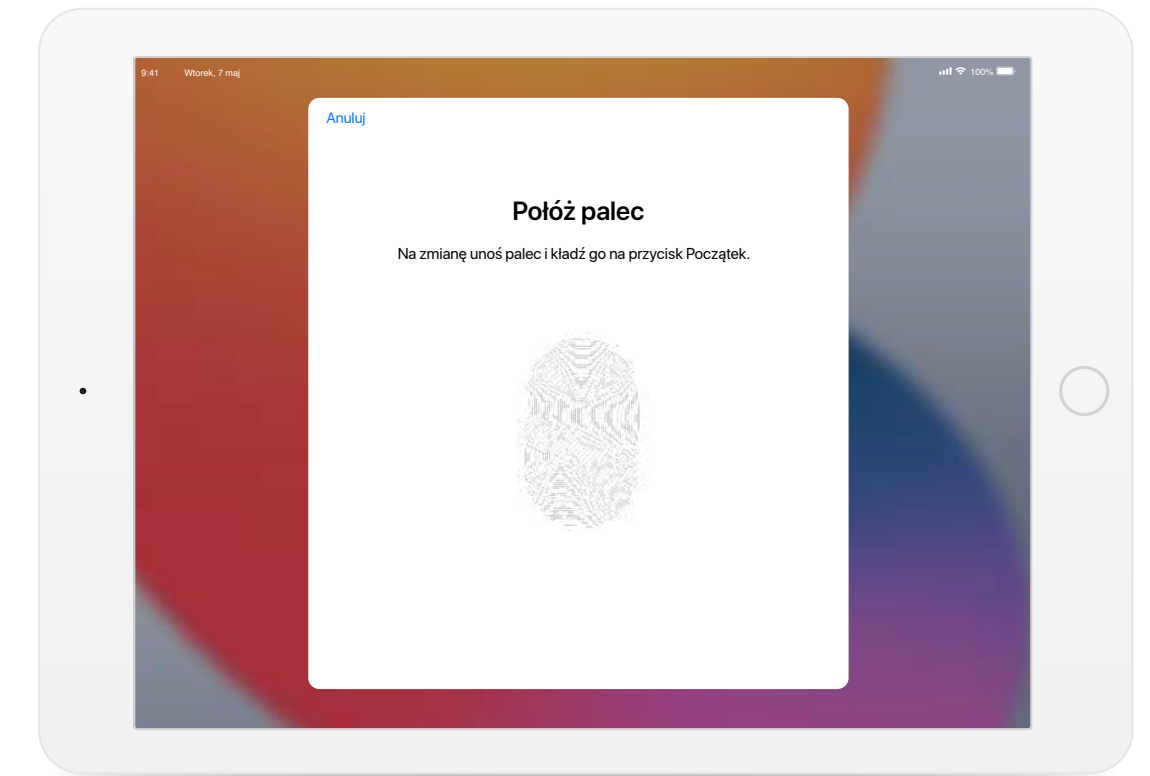 9:41 Wtorek, 7 maj 100%
Anuluj
Połóż palec
Na zmianę unoś palec i kładź go na przycisk Początek.